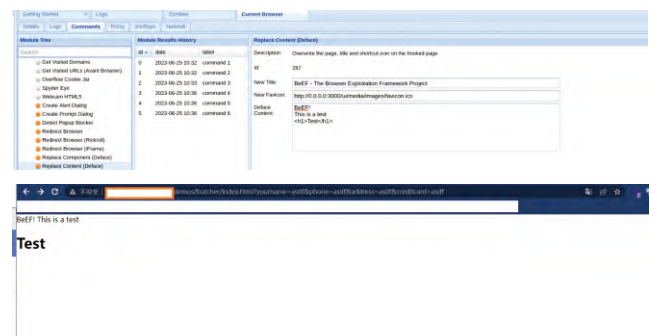 Getting Started
Logs
Zombies
Current Browser
Details
Logs
Commands
Proxy
XssRays
Network
Module Tree
Search
Get Visited Domains
Get Visited URLs (Avant Browser)
Overflow Cookie Jar
Spyder Eye
Webcam HTML5
Create Alert Dialog
Create Prompt Dialog
Detect Popup Blocker
Redirect Browser
Redirect Browser (Rickroll)
Redirect Browser (iFrame)
Replace Component (Deface)
Replace Content (Deface)
Module Results History
id
date
label
0 2023-06-25 10:32 command 1
1 2023-06-25 10:32 command 2
2 2023-06-25 10:33 command 3
3 2023-06-25 10:36 command 4
4 2023-06-25 10:36 command 5
5 2023-06-25 10:36 command 6
Replace Content (Deface)
Description: Overwrite the page, title and shortcut icon on the hooked page.
Id: 287
New Title: BeEF - The Browser Exploitation Framework Project
New Favicon: http://0.0.0.0:3000/ui/media/images/favicon.ico
Deface Content: BeEF!
This is a test
<h1>Test</h1>
不安全
demos/butcher/index.html?yourname=asdf&phone=asdf&address=asdf&creditcard=asdf
BeEF! This is a test
Test